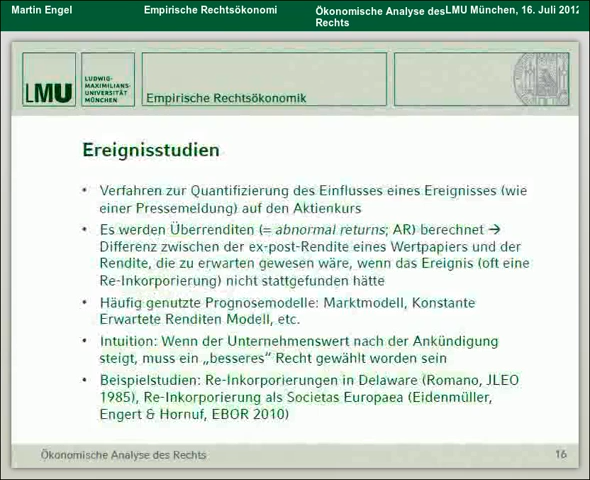 Martin Engel
Empirische Rechtsökonomi
Ökonomische Analyse des
Rechts
LMU München, 16. Juli 2012
LMU
LUDWIG-
MAXIMILIANS-
UNIVERSITÄT
MÜNCHEN
Empirische Rechtsökonomik
Ereignisstudien
• Verfahren zur Quantifizierung des Einflusses eines Ereignisses (wie
einer Pressemeldung) auf den Aktienkurs
• Es werden Überrenditen (= abnormal returns; AR) berechnet →
Differenz zwischen der ex-post-Rendite eines Wertpapiers und der
Rendite, die zu erwarten gewesen wäre, wenn das Ereignis (oft eine
Re-Inkorporierung) nicht stattgefunden hätte
• Häufig genutzte Prognosemodelle: Marktmodell, Konstante
Erwartete Renditen Modell, etc.
• Intuition: Wenn der Unternehmenswert nach der Ankündigung
steigt, muss ein „besseres“ Recht gewählt worden sein
• Beispielstudien: Re-Inkorporierungen in Delaware (Romano, JLEO
1985), Re-Inkorporierung als Societas Europaea (Eidenmüller,
Engert & Hornuf, EBOR 2010)
Ökonomische Analyse des Rechts
16